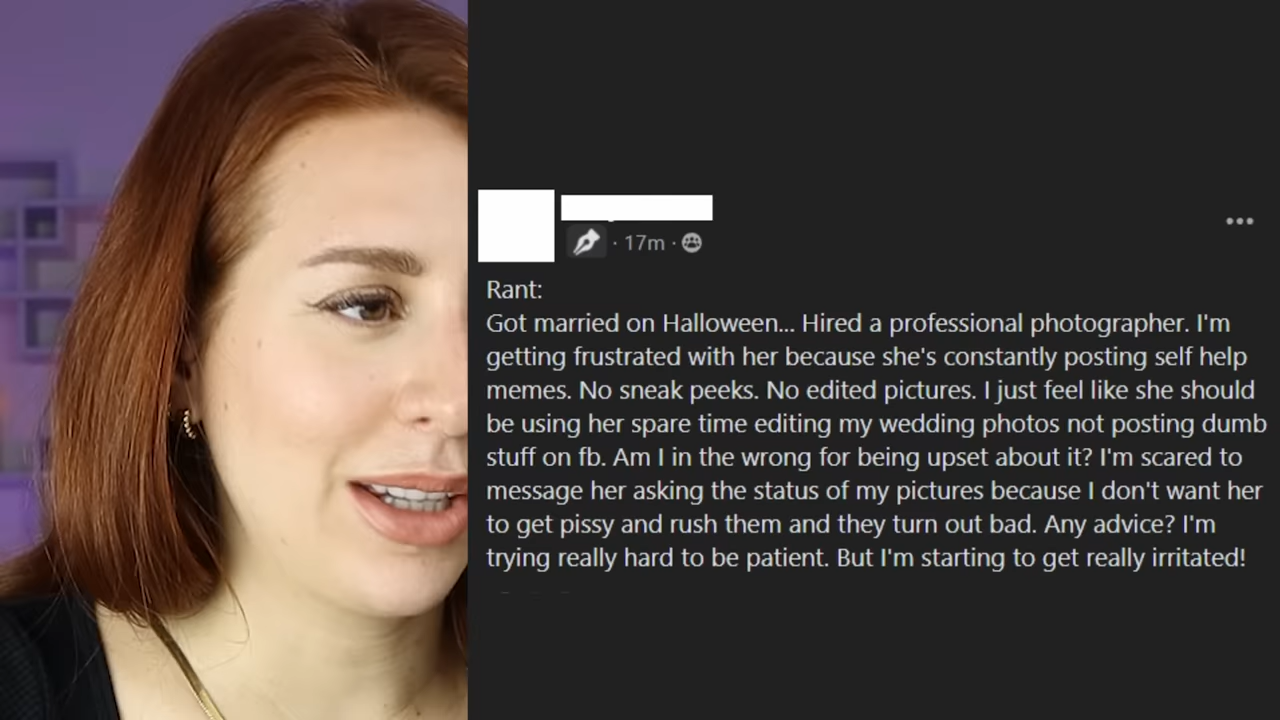 · 17m ·
Rant:
Got married on Halloween... Hired a professional photographer. I'm
getting frustrated with her because she's constantly posting self help
memes. No sneak peeks. No edited pictures. I just feel like she should
be using her spare time editing my wedding photos not posting dumb
stuff on fb. Am I in the wrong for being upset about it? I'm scared to
message her asking the status of my pictures because I don't want her
to get pissy and rush them and they turn out bad. Any advice? I'm
trying really hard to be patient. But I'm starting to get really irritated!